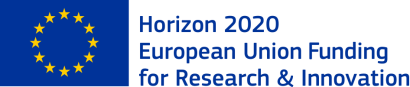 Horizon 2020
European Union Funding
for Research & Innovation